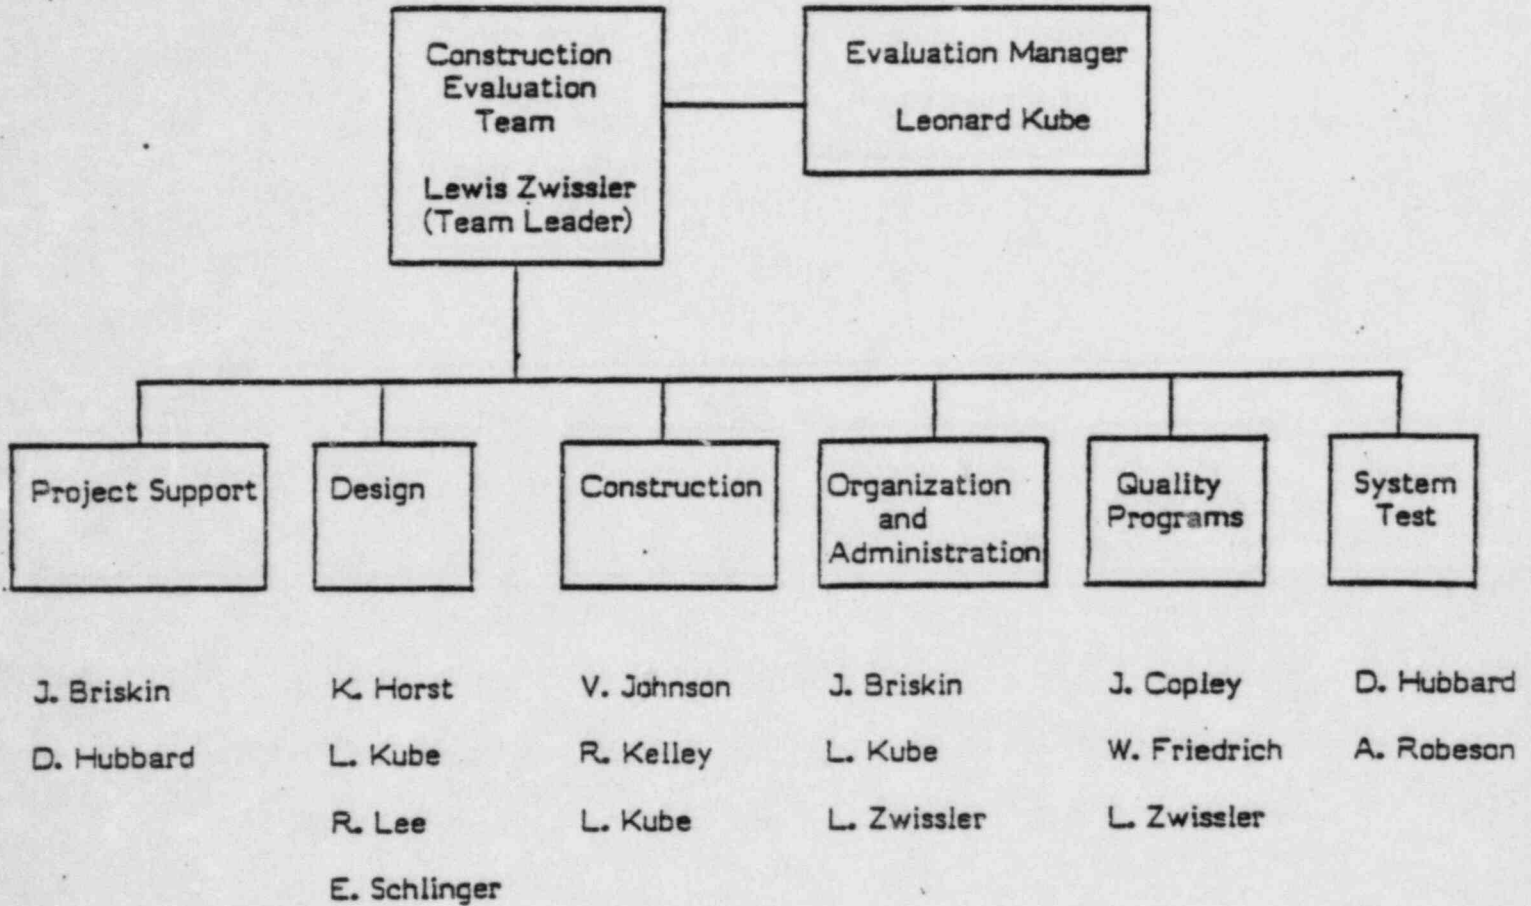 Construction
Evaluation
Team
Lewis Zwissler
(Team Leader)
Evaluation Manager
Leonard Kube
Project Support
Design
Construction
Organization
and
Administration
Quality
Programs
System
Test
J. Briskin
D. Hubbard
K. Horst
L. Kube
R. Lee
E. Schlinger
V. Johnson
R. Kelley
L. Kube
J. Briskin
L. Kube
L. Zwissler
J. Copley
W. Friedrich
L. Zwissler
D. Hubbard
A. Robeson